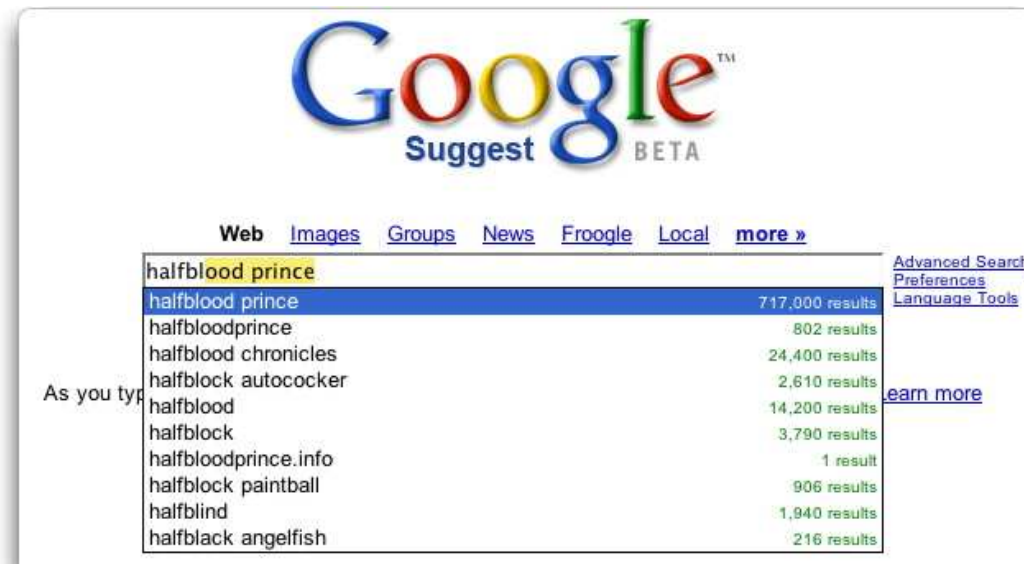 Google™
Suggest BETA
Web Images Groups News Froogle Local more »
halfblood prince
Advanced Search
Preferences
Language Tools
halfblood prince 717,000 results
halfbloodprince 802 results
halfblood chronicles 24,400 results
halfblock autococker 2,610 results
halfblood 14,200 results
halfblock 3,790 results
halfbloodprince.info 1 result
halfblock paintball 906 results
halfblind 1,940 results
halfblack angelfish 216 results
As you typ earn more